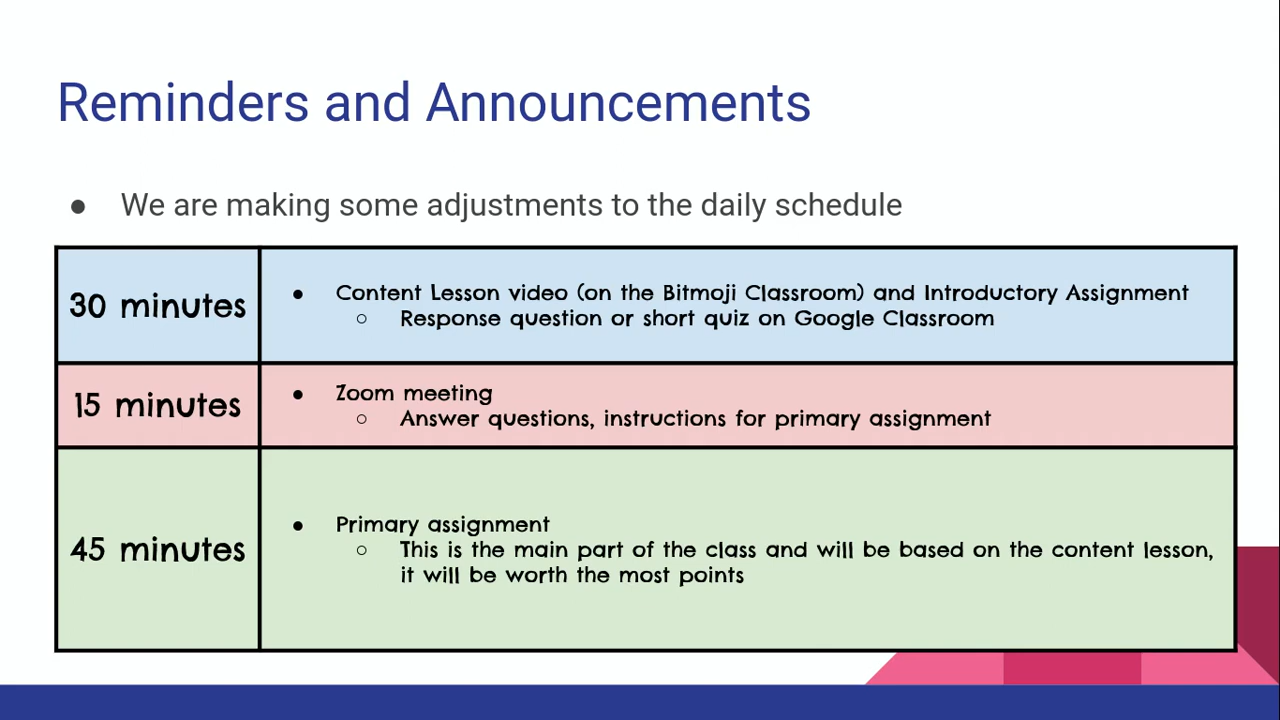 Reminders and Announcements
● We are making some adjustments to the daily schedule
30 minutes
● Content Lesson video (on the Bitmoji Classroom) and Introductory Assignment
○ Response question or short quiz on Google Classroom
15 minutes
● Zoom meeting
○ Answer questions, instructions for primary assignment
45 minutes
● Primary assignment
○ This is the main part of the class and will be based on the content lesson,
it will be worth the most points